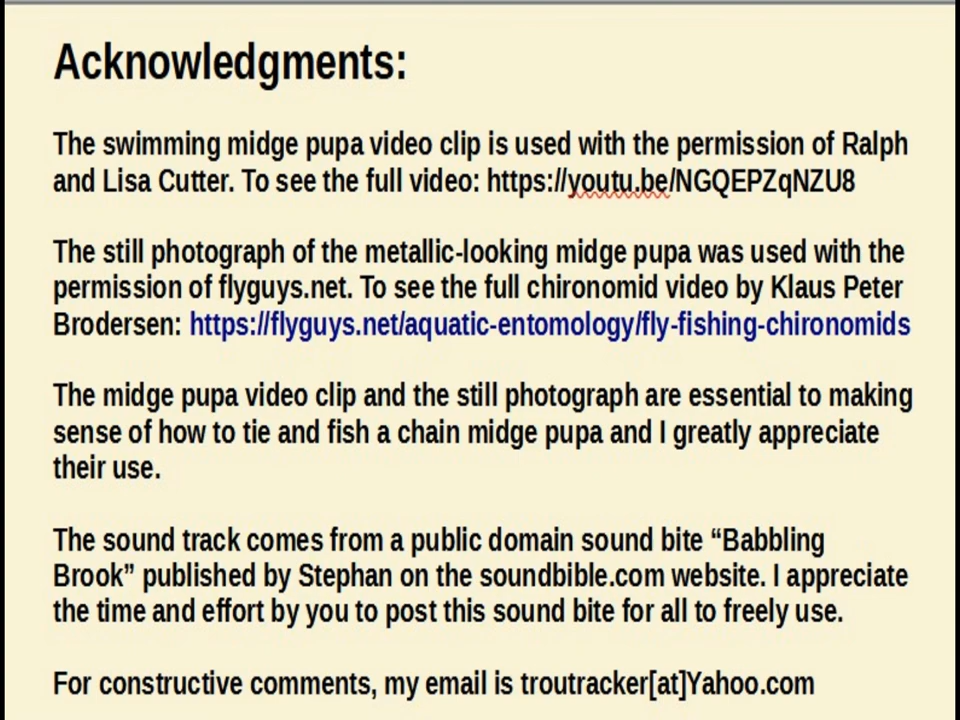 Acknowledgments:
The swimming midge pupa video clip is used with the permission of Ralph
and Lisa Cutter. To see the full video: https://youtu.be/NGQEPZqNZU8
The still photograph of the metallic-looking midge pupa was used with the
permission of flyguys.net. To see the full chironomid video by Klaus Peter
Brodersen: https://flyguys.net/aquatic-entomology/fly-fishing-chironomids
The midge pupa video clip and the still photograph are essential to making
sense of how to tie and fish a chain midge pupa and I greatly appreciate
their use.
The sound track comes from a public domain sound bite “Babbling
Brook” published by Stephan on the soundbible.com website. I appreciate
the time and effort by you to post this sound bite for all to freely use.
For constructive comments, my email is troutracker[at]Yahoo.com